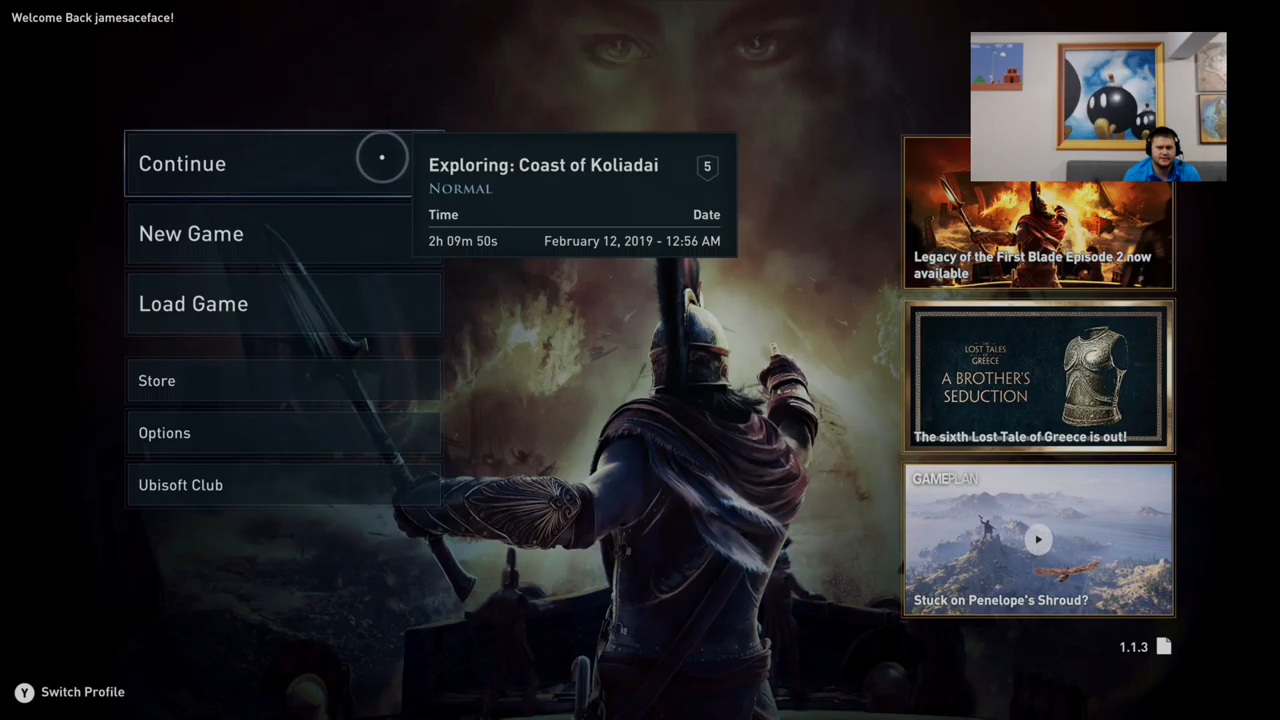 Welcome Back jamesaceface!
Continue
New Game
Load Game
Store
Options
Ubisoft Club
Exploring: Coast of Koliadai
5
NORMAL
Time Date
2h 09m 50s February 12, 2019 - 12:56 AM
Legacy of the First Blade Episode 2 now
available
LOST TALES
OF
GREECE
A BROTHER'S
SEDUCTION
The sixth Lost Tale of Greece is out!
GAMEPLAN
Stuck on Penelope's Shroud?
1.1.3
Y Switch Profile